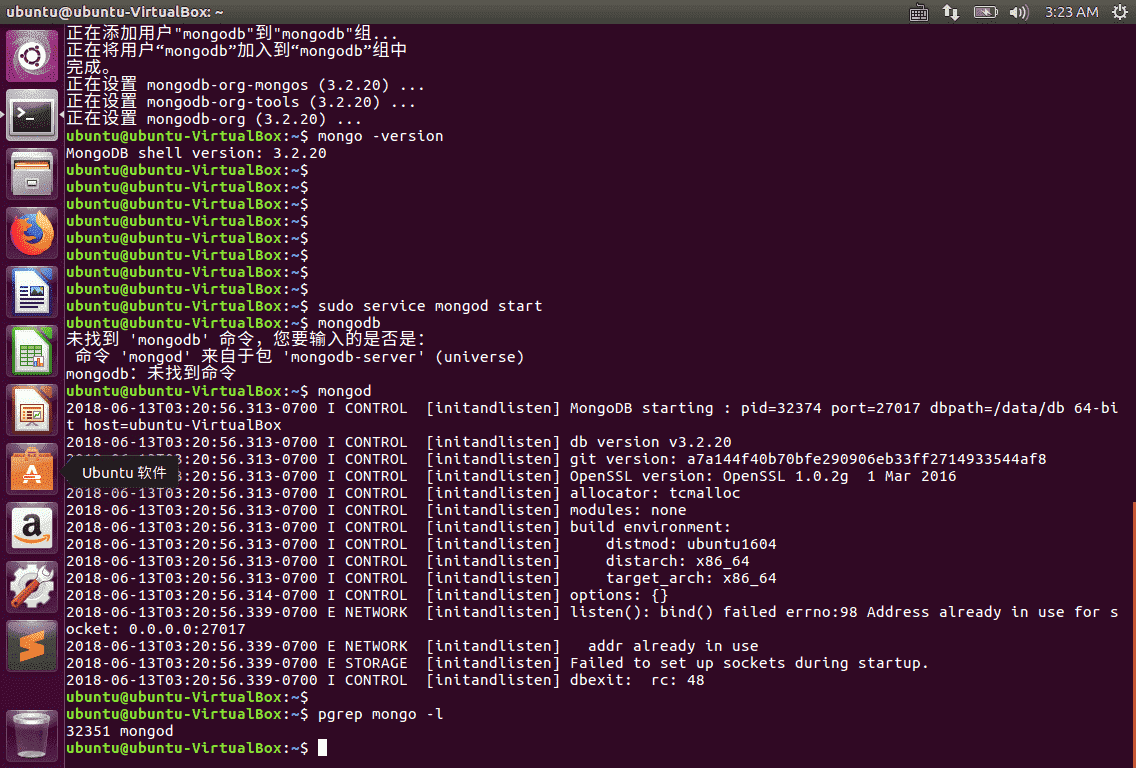 ubuntu@ubuntu-VirtualBox: ~
3:23 AM
正在添加用户"mongodb"到"mongodb"组...
正在将用户“mongodb”加入到“mongodb”组中
完成。
正在设置 mongodb-org-mongos (3.2.20) ...
正在设置 mongodb-org-tools (3.2.20) ...
正在设置 mongodb-org (3.2.20) ...
ubuntu@ubuntu-VirtualBox:~$ mongo -version
MongoDB shell version: 3.2.20
ubuntu@ubuntu-VirtualBox:~$
ubuntu@ubuntu-VirtualBox:~$
ubuntu@ubuntu-VirtualBox:~$
ubuntu@ubuntu-VirtualBox:~$
ubuntu@ubuntu-VirtualBox:~$
ubuntu@ubuntu-VirtualBox:~$
ubuntu@ubuntu-VirtualBox:~$
ubuntu@ubuntu-VirtualBox:~$
ubuntu@ubuntu-VirtualBox:~$ sudo service mongod start
ubuntu@ubuntu-VirtualBox:~$ mongodb
未找到 'mongodb' 命令，您要输入的是否是：
 命令 'mongod' 来自于包 'mongodb-server' (universe)
mongodb：未找到命令
ubuntu@ubuntu-VirtualBox:~$ mongod
2018-06-13T03:20:56.313-0700 I CONTROL  [initandlisten] MongoDB starting : pid=32374 port=27017 dbpath=/data/db 64-bi
t host=ubuntu-VirtualBox
2018-06-13T03:20:56.313-0700 I CONTROL  [initandlisten] db version v3.2.20
2018-06-13T03:20:56.313-0700 I CONTROL  [initandlisten] git version: a7a144f40b70bfe290906eb33ff2714933544af8
Ubuntu 软件
3.313-0700 I CONTROL  [initandlisten] OpenSSL version: OpenSSL 1.0.2g  1 Mar 2016
2018-06-13T03:20:56.313-0700 I CONTROL  [initandlisten] allocator: tcmalloc
2018-06-13T03:20:56.313-0700 I CONTROL  [initandlisten] modules: none
2018-06-13T03:20:56.313-0700 I CONTROL  [initandlisten] build environment:
2018-06-13T03:20:56.313-0700 I CONTROL  [initandlisten]     distmod: ubuntu1604
2018-06-13T03:20:56.313-0700 I CONTROL  [initandlisten]     distarch: x86_64
2018-06-13T03:20:56.313-0700 I CONTROL  [initandlisten]     target_arch: x86_64
2018-06-13T03:20:56.314-0700 I CONTROL  [initandlisten] options: {}
2018-06-13T03:20:56.339-0700 E NETWORK  [initandlisten] listen(): bind() failed errno:98 Address already in use for s
ocket: 0.0.0.0:27017
2018-06-13T03:20:56.339-0700 E NETWORK  [initandlisten]   addr already in use
2018-06-13T03:20:56.339-0700 E STORAGE  [initandlisten] Failed to set up sockets during startup.
2018-06-13T03:20:56.339-0700 I CONTROL  [initandlisten] dbexit:  rc: 48
ubuntu@ubuntu-VirtualBox:~$
ubuntu@ubuntu-VirtualBox:~$ pgrep mongo -l
32351 mongod
ubuntu@ubuntu-VirtualBox:~$